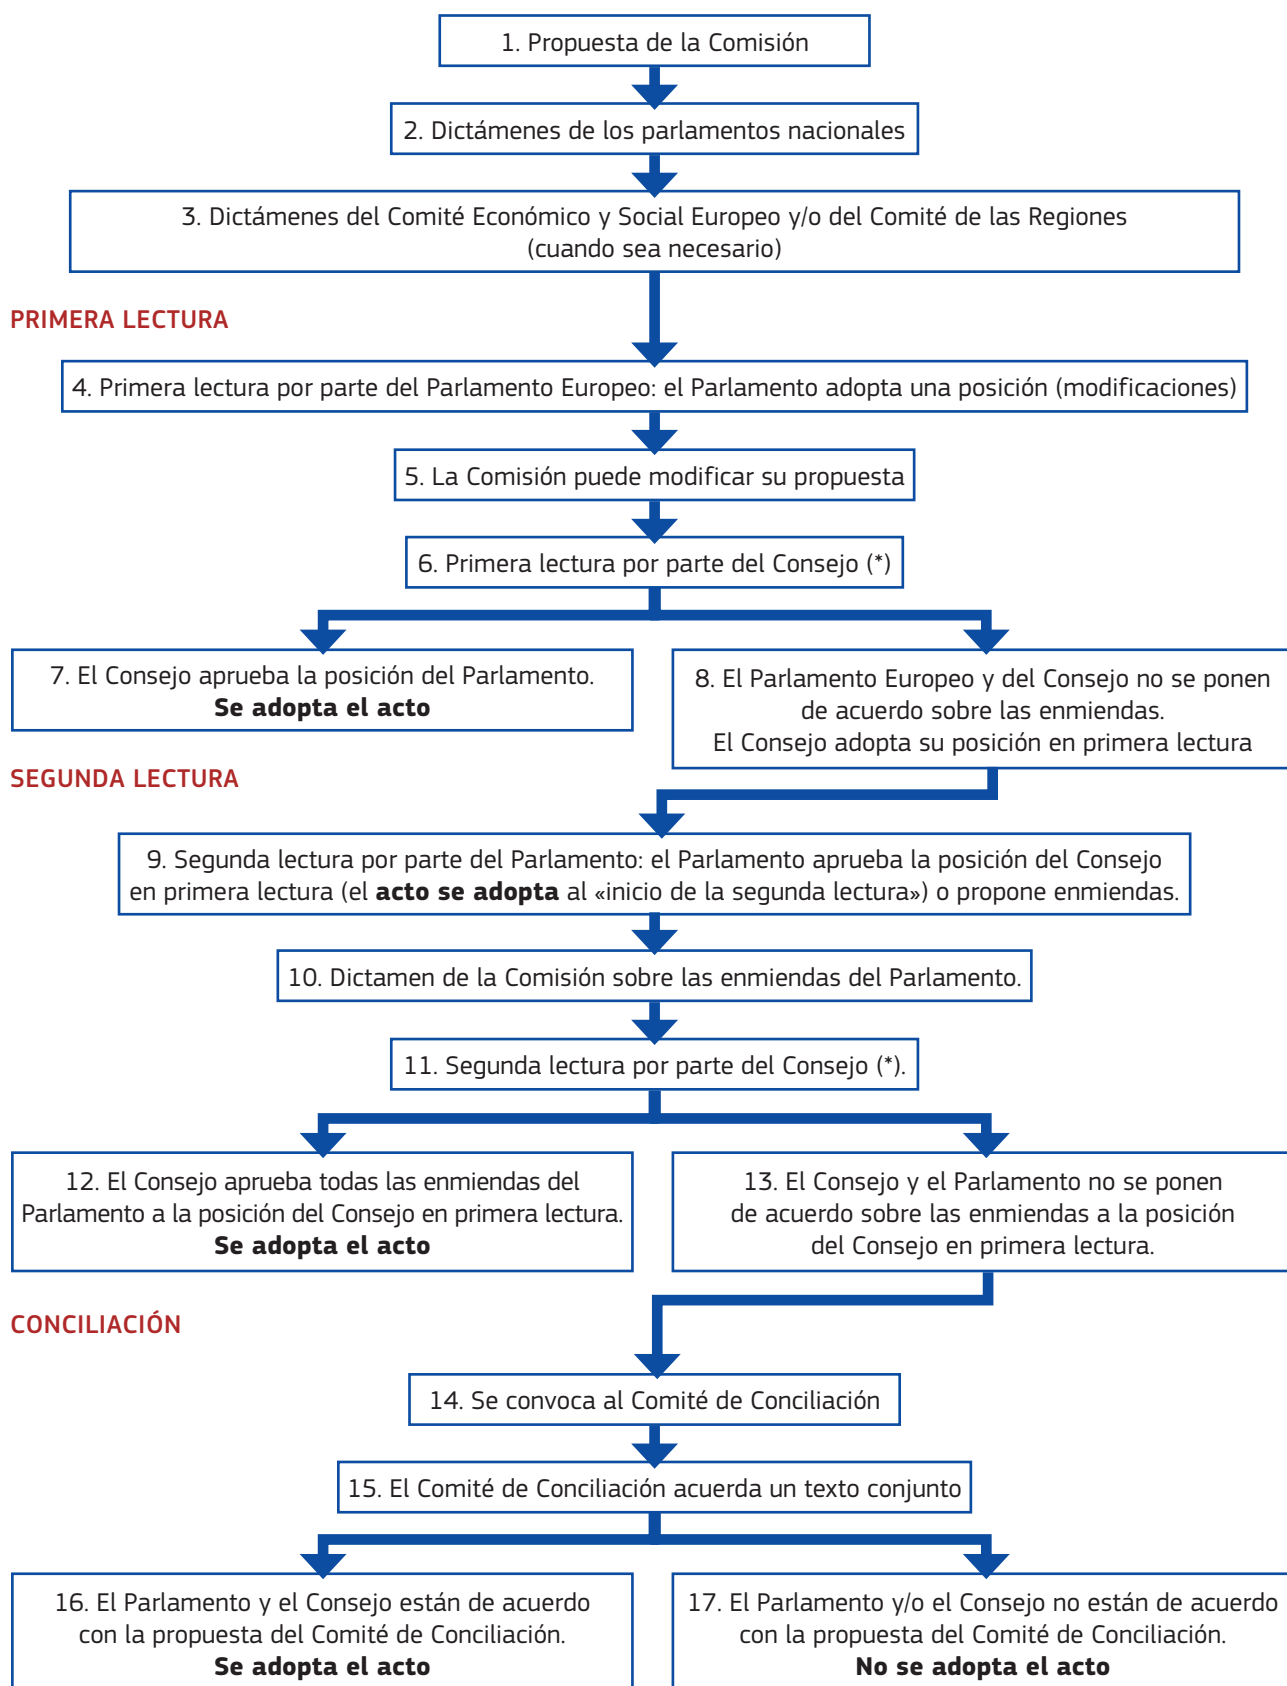 1. Propuesta de la Comisión
2. Dictámenes de los parlamentos nacionales
3. Dictámenes del Comité Económico y Social Europeo y/o del Comité de las Regiones
(cuando sea necesario)
PRIMERA LECTURA
4. Primera lectura por parte del Parlamento Europeo: el Parlamento adopta una posición (modificaciones)
5. La Comisión puede modificar su propuesta
6. Primera lectura por parte del Consejo (*)
7. El Consejo aprueba la posición del Parlamento.
Se adopta el acto
8. El Parlamento Europeo y del Consejo no se ponen
de acuerdo sobre las enmiendas.
El Consejo adopta su posición en primera lectura
SEGUNDA LECTURA
9. Segunda lectura por parte del Parlamento: el Parlamento aprueba la posición del Consejo
en primera lectura (el acto se adopta al «inicio de la segunda lectura») o propone enmiendas.
10. Dictamen de la Comisión sobre las enmiendas del Parlamento.
11. Segunda lectura por parte del Consejo (*).
12. El Consejo aprueba todas las enmiendas del
Parlamento a la posición del Consejo en primera lectura.
Se adopta el acto
13. El Consejo y el Parlamento no se ponen
de acuerdo sobre las enmiendas a la posición
del Consejo en primera lectura.
CONCILIACIÓN
14. Se convoca al Comité de Conciliación
15. El Comité de Conciliación acuerda un texto conjunto
16. El Parlamento y el Consejo están de acuerdo
con la propuesta del Comité de Conciliación.
Se adopta el acto
17. El Parlamento y/o el Consejo no están de acuerdo
con la propuesta del Comité de Conciliación.
No se adopta el acto